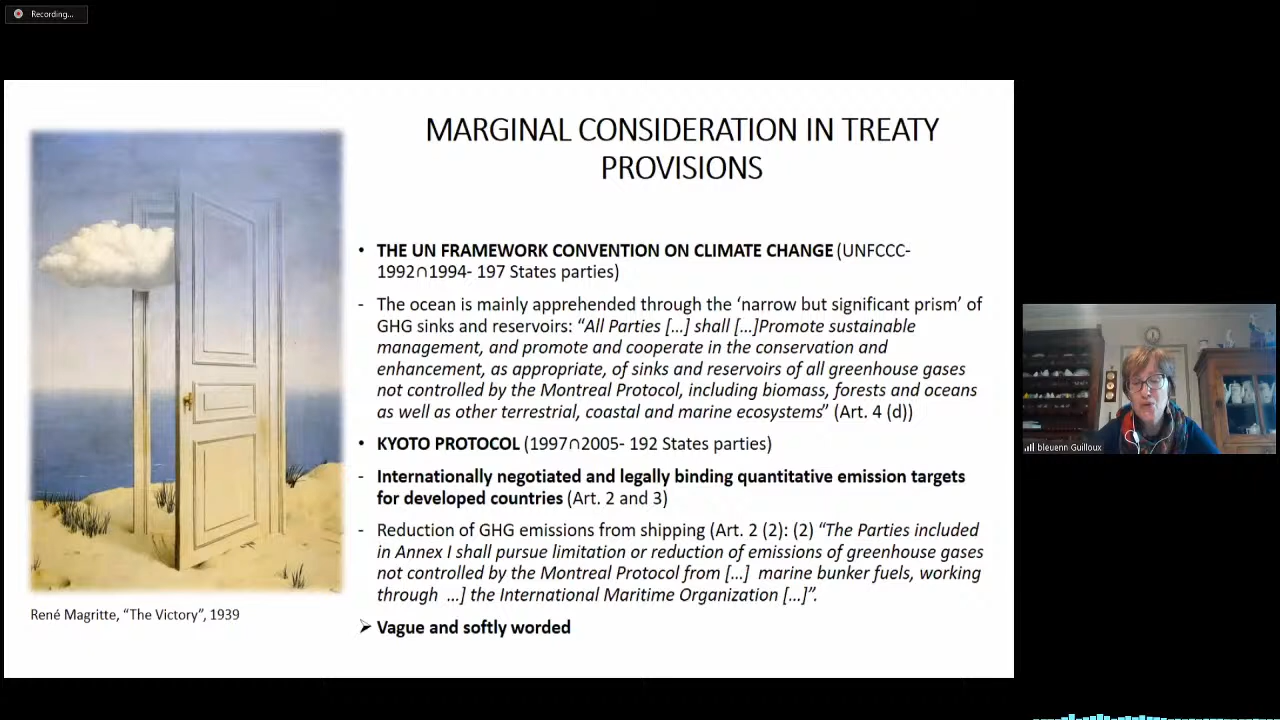 Recording...
MARGINAL CONSIDERATION IN TREATY
PROVISIONS
• THE UN FRAMEWORK CONVENTION ON CLIMATE CHANGE (UNFCCC-
1992∩1994- 197 States parties)
- The ocean is mainly apprehended through the ‘narrow but significant prism’ of
GHG sinks and reservoirs: “All Parties [...] shall [...]Promote sustainable
management, and promote and cooperate in the conservation and
enhancement, as appropriate, of sinks and reservoirs of all greenhouse gases
not controlled by the Montreal Protocol, including biomass, forests and oceans
as well as other terrestrial, coastal and marine ecosystems” (Art. 4 (d))
• KYOTO PROTOCOL (1997∩2005- 192 States parties)
- Internationally negotiated and legally binding quantitative emission targets
for developed countries (Art. 2 and 3)
- Reduction of GHG emissions from shipping (Art. 2 (2): (2) “The Parties included
in Annex I shall pursue limitation or reduction of emissions of greenhouse gases
not controlled by the Montreal Protocol from [...] marine bunker fuels, working
through ...] the International Maritime Organization [...]”.
➢ Vague and softly worded
René Magritte, “The Victory”, 1939
bleuenn Guilloux